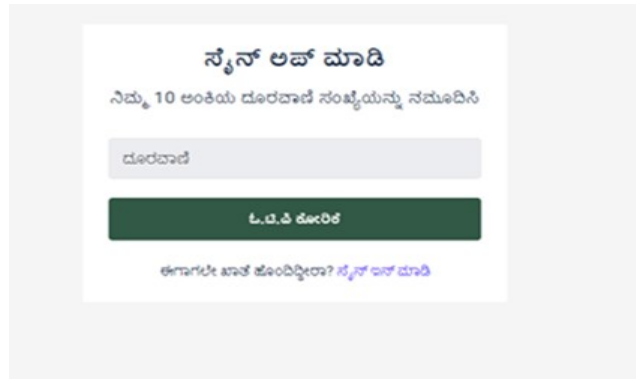 ಸೈನ್ ಅಪ್ ಮಾಡಿ
ನಿಮ್ಮ 10 ಅಂಕಿಯ ದೂರವಾಣಿ ಸಂಖ್ಯೆಯನ್ನು ನಮೂದಿಸಿ
ದೂರವಾಣಿ
ಓ.ಟಿ.ಪಿ ಕೋರಿಕೆ
ಈಗಾಗಲೇ ಖಾತೆ ಹೊಂದಿದ್ದೀರಾ? ಸೈನ್ ಇನ್ ಮಾಡಿ